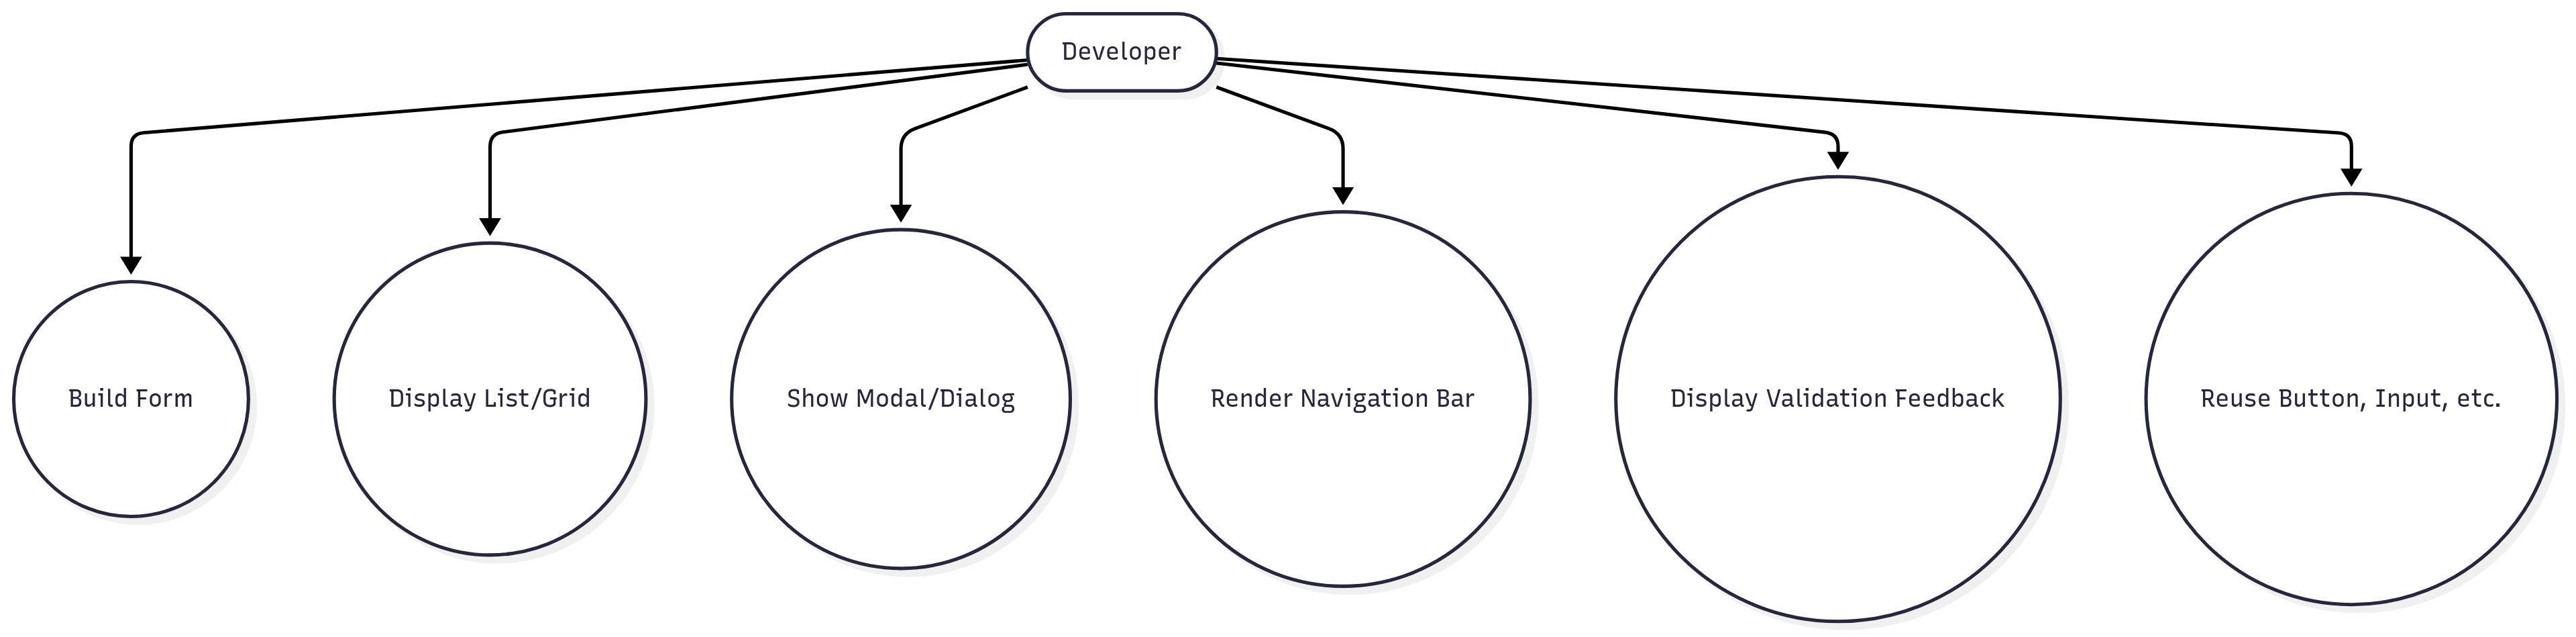 Developer
Build Form
Display List/Grid
Show Modal/Dialog
Render Navigation Bar
Display Validation Feedback
Reuse Button, Input, etc.